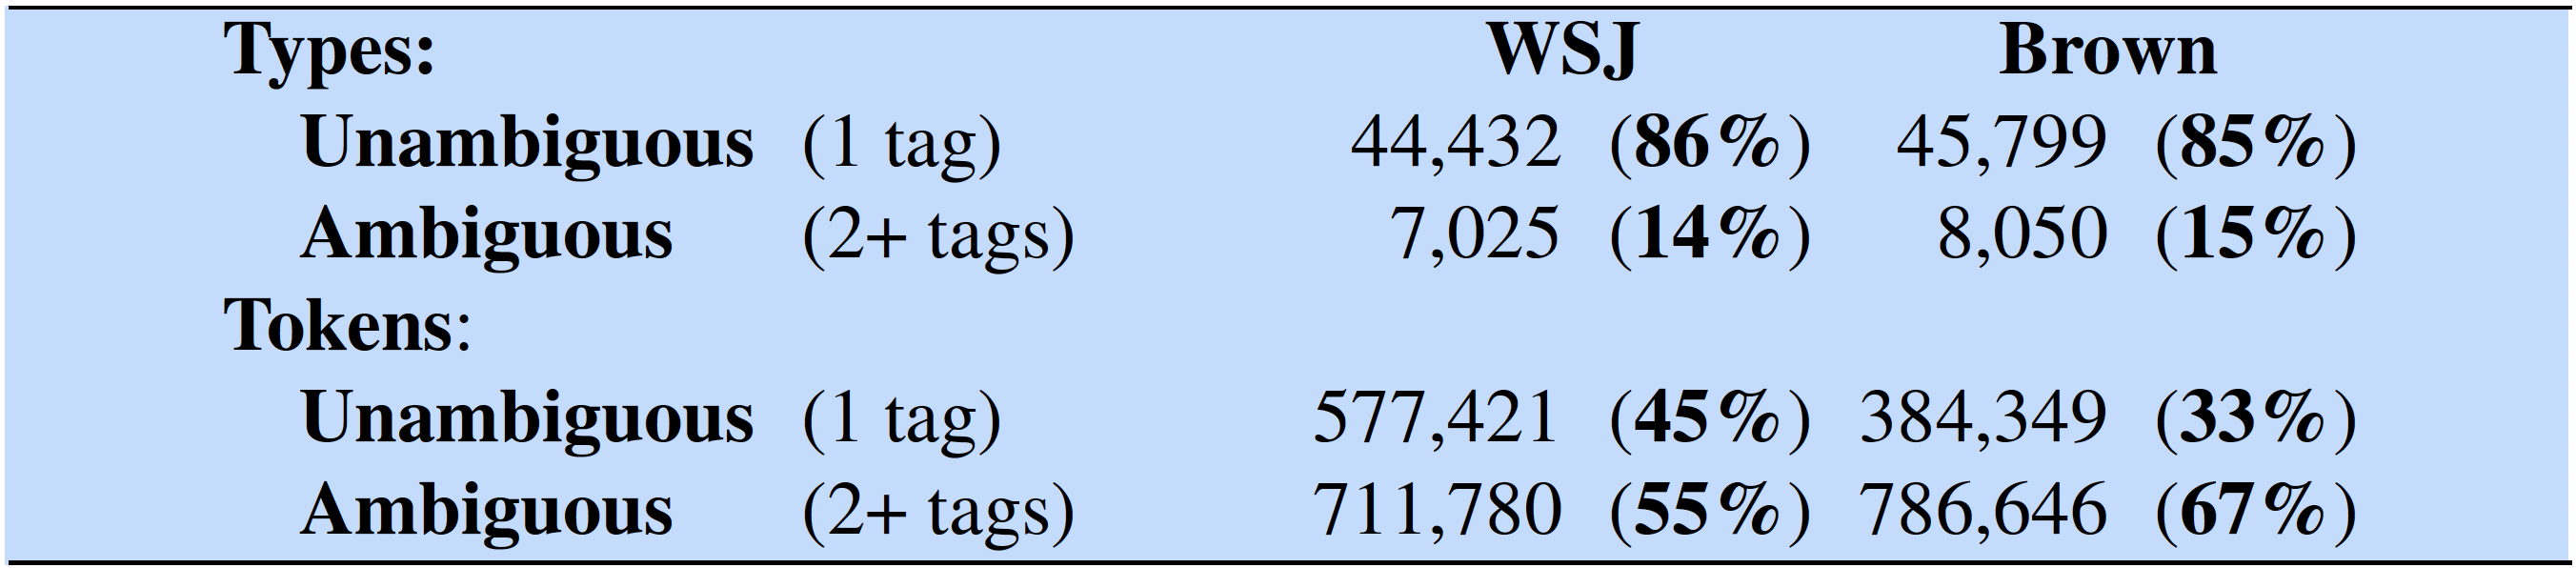 Types: WSJ Brown
Unambiguous (1 tag) 44,432 (86%) 45,799 (85%)
Ambiguous (2+ tags) 7,025 (14%) 8,050 (15%)
Tokens:
Unambiguous (1 tag) 577,421 (45%) 384,349 (33%)
Ambiguous (2+ tags) 711,780 (55%) 786,646 (67%)